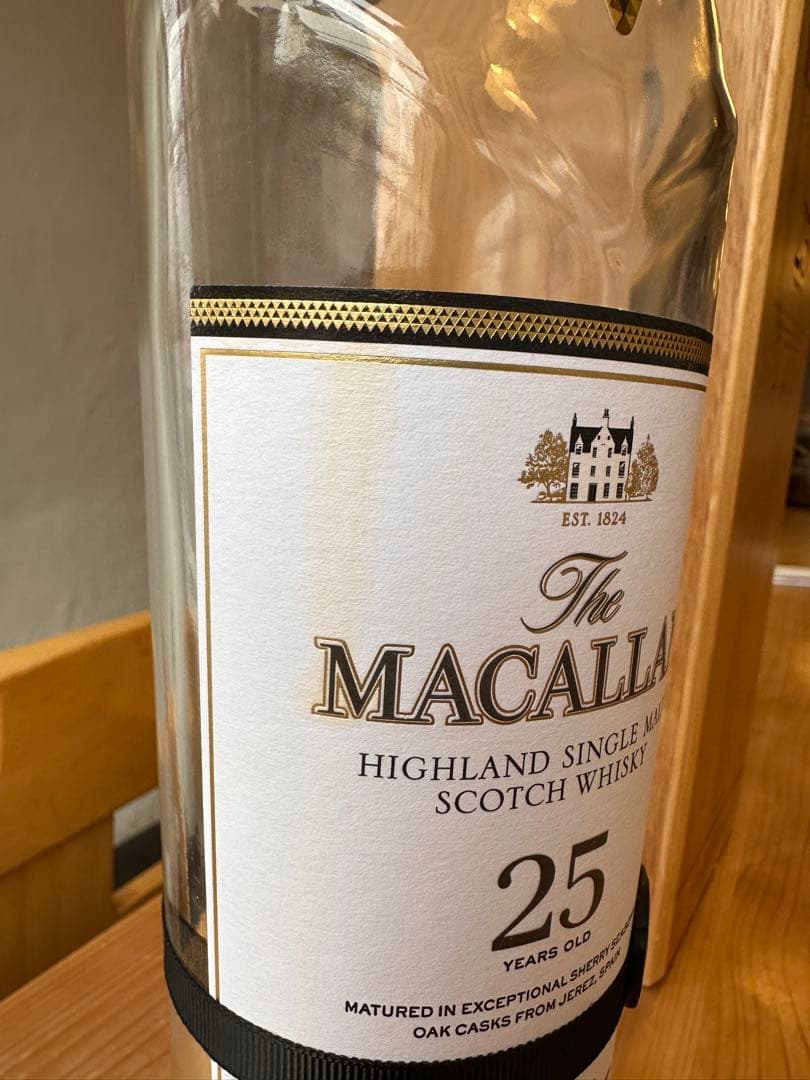 EST. 1824
The
MACALLA
HIGHLAND SINGLE
SCOTCH WHISKY
25
YEARS OLD
MATURED IN EXCEPTIONAL SHERRY
OAK CASKS FROM JEREZ, SPAIN